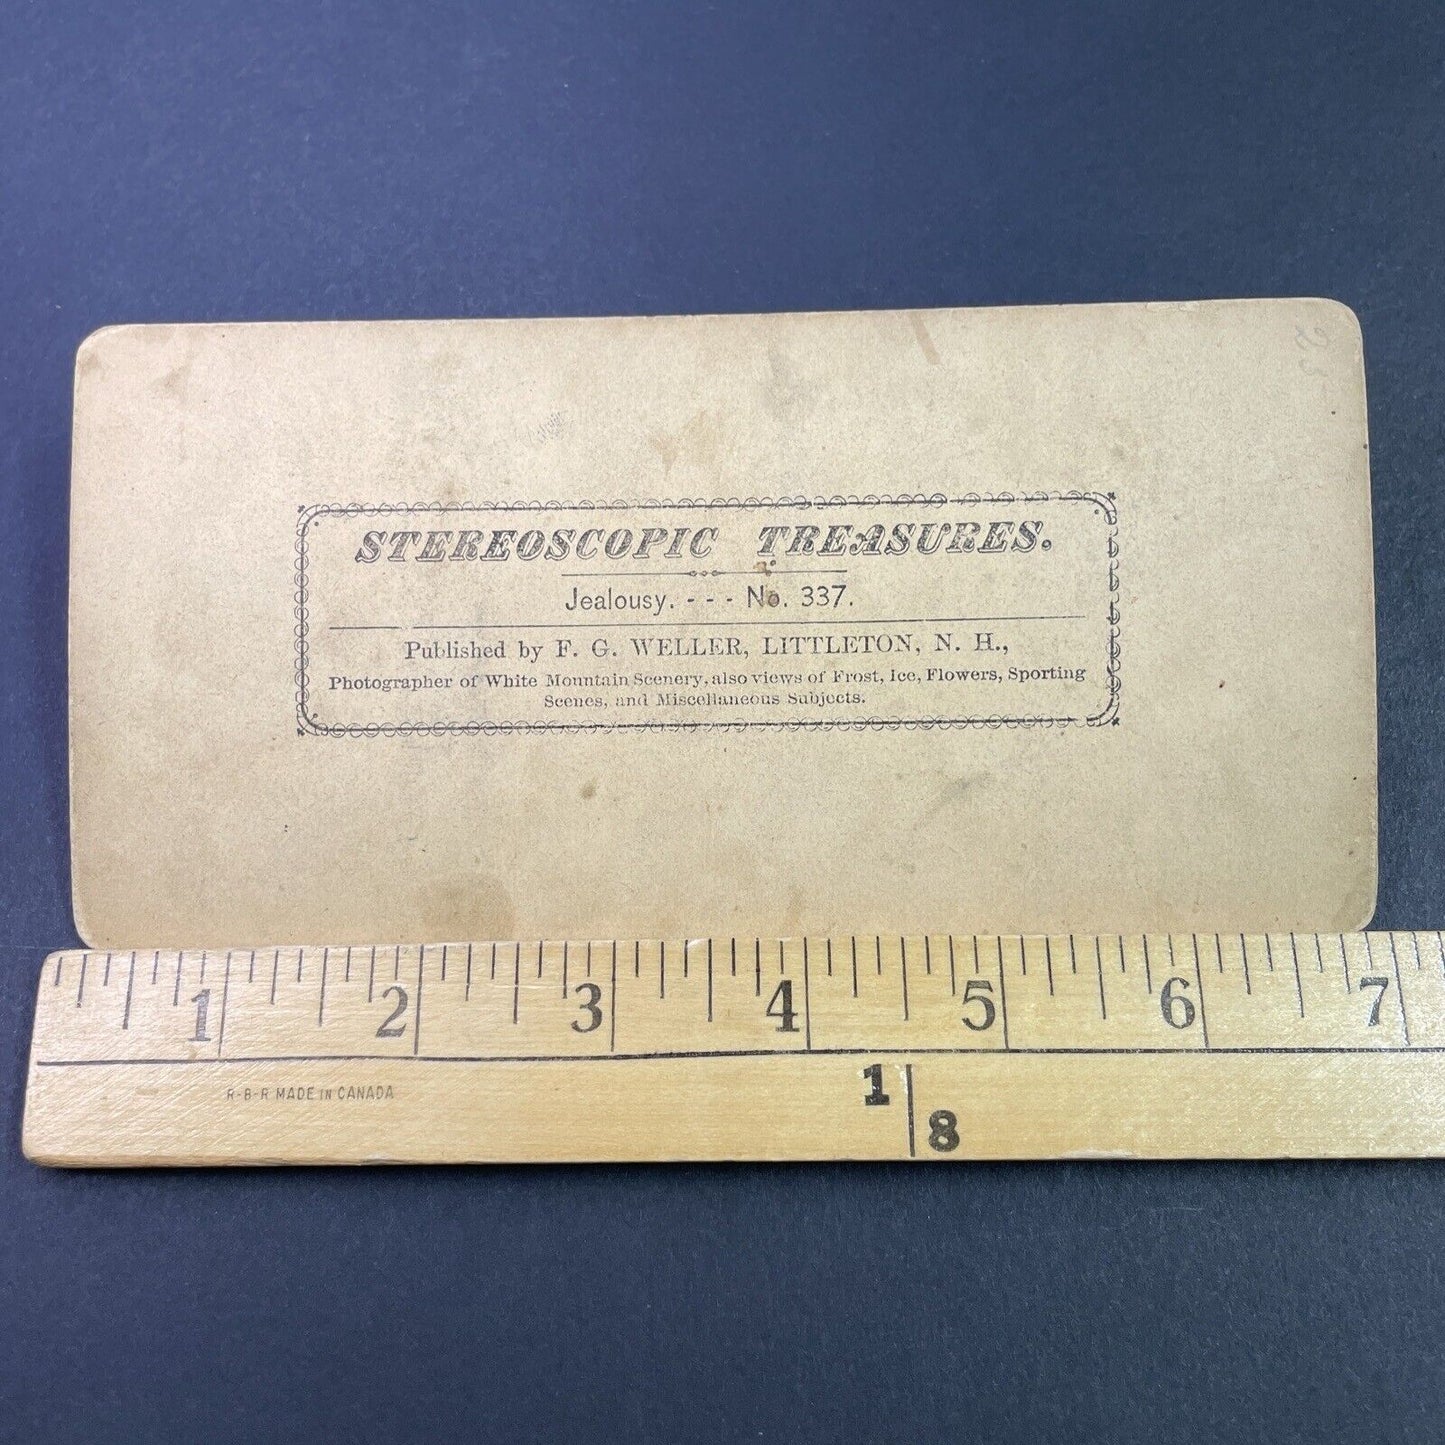 STEREOSCOPIC TREASURES.
Jealousy. - - - No. 337.
Published by F. G. WELLER, LITTLETON, N. H.,
Photographer of White Mountain Scenery, also views of Frost, Ice, Flowers, Sporting
Scenes, and Miscellaneous Subjects.
1 2 3 4 5 6 7
R-B-R MADE IN CANADA
1
8